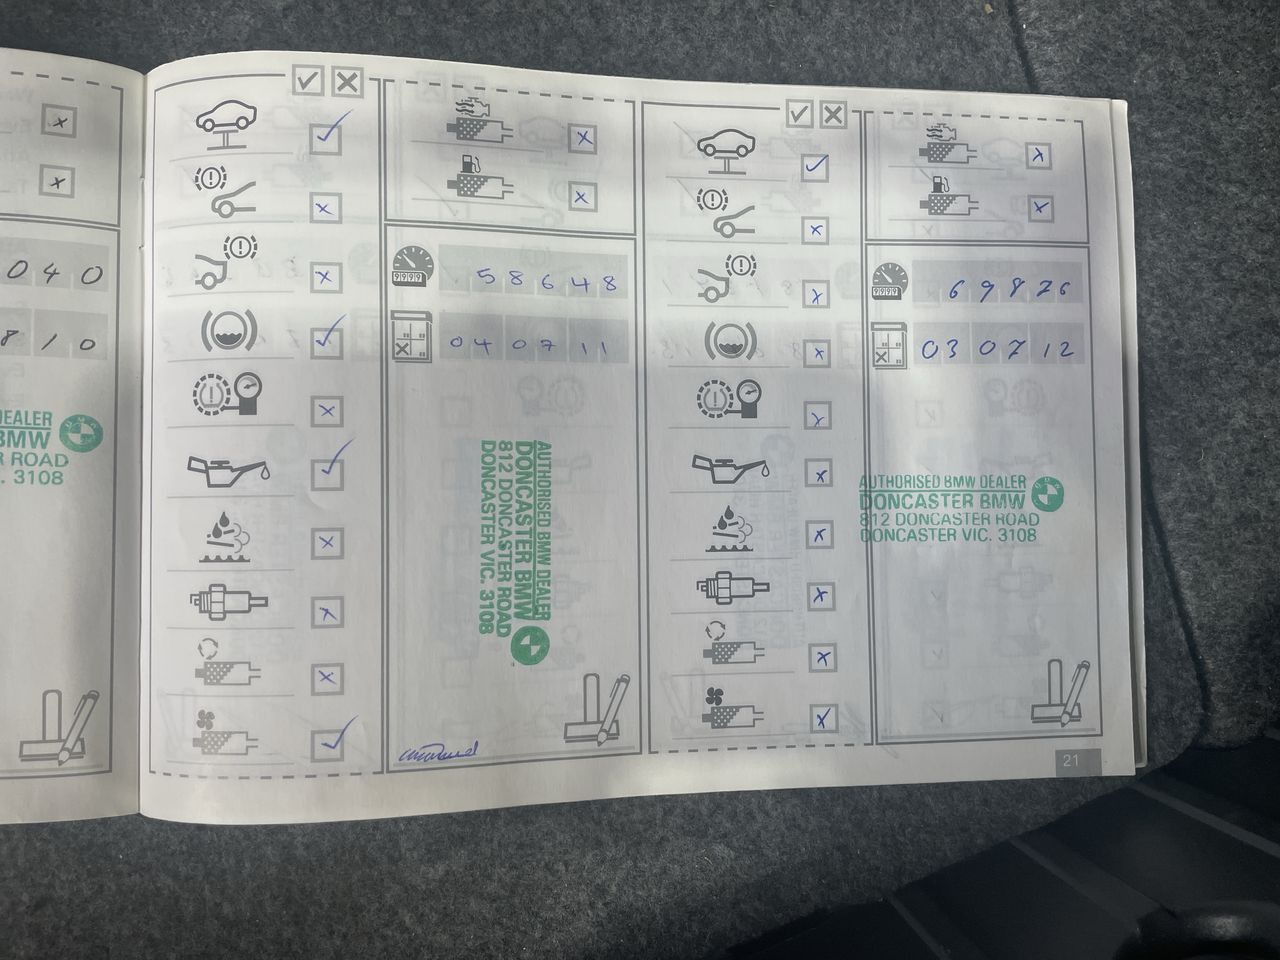 040
810
DEALER
BMW
R ROAD
. 3108
58648
040711
AUTHORISED BMW DEALER
DONCASTER BMW
812 DONCASTER ROAD
DONCASTER VIC. 3108
69826
030712
AUTHORISED BMW DEALER
DONCASTER BMW
812 DONCASTER ROAD
DONCASTER VIC. 3108
21